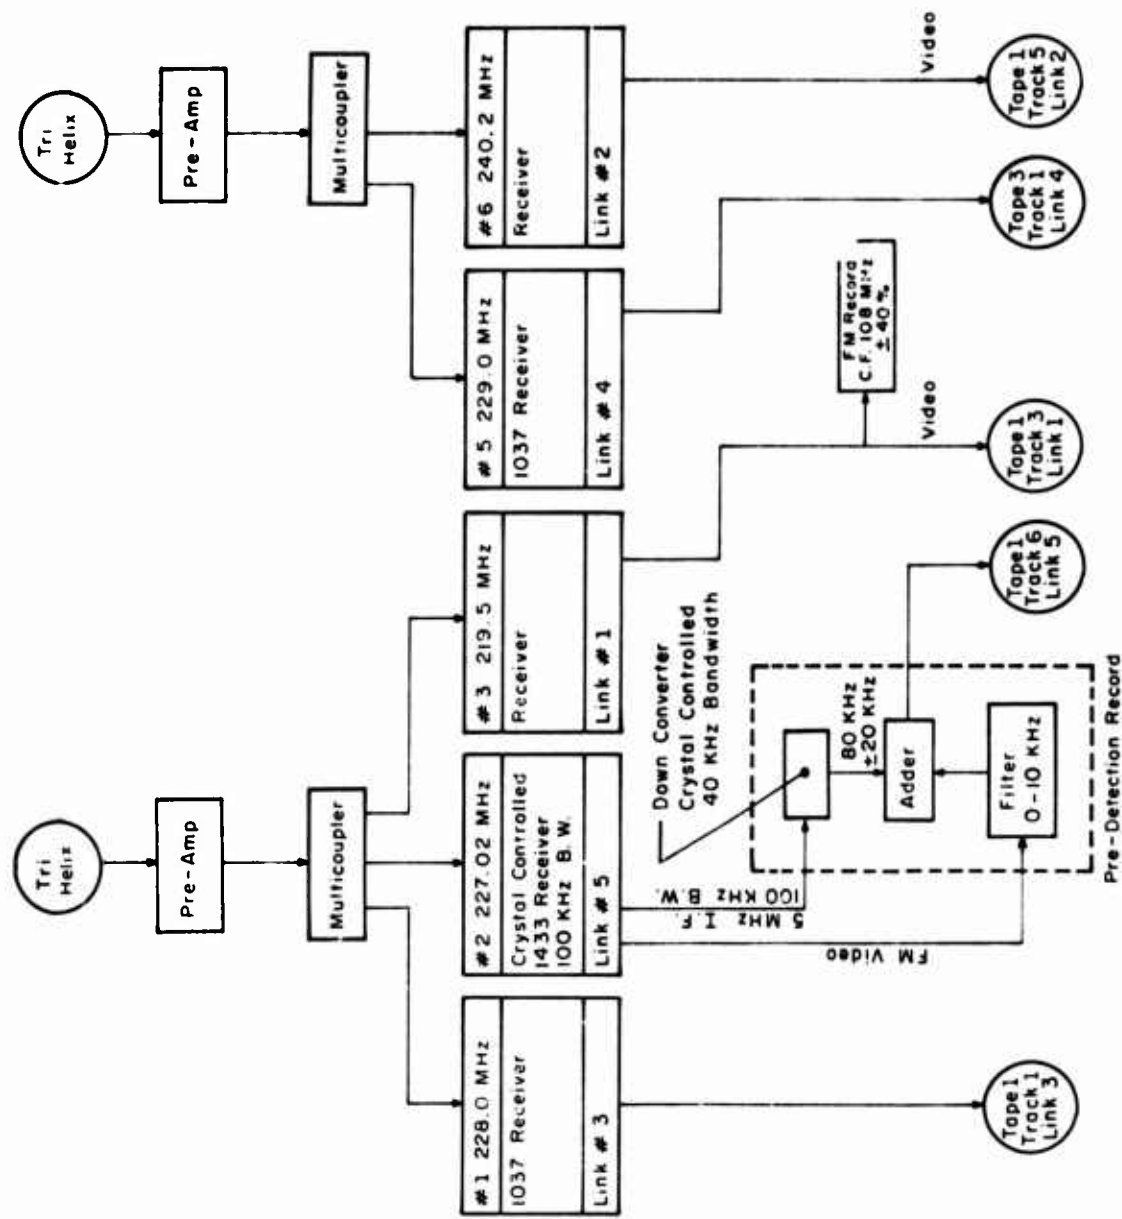 Tri
Helix
Pre-Amp
Multicoupler
#1 228.0 MHz
1037 Receiver
Link #3
#2 227.02 MHz
Crystal Controlled
1433 Receiver
100 KHz B.W.
Link #5
#3 219.5 MHz
Receiver
Link #1
Tri
Helix
Pre-Amp
Multicoupler
#5 229.0 MHz
1037 Receiver
Link #4
#6 240.2 MHz
Receiver
Link #2
FM Video
5 MHz I.F.
100 KHz B.W.
Down Converter
Crystal Controlled
40 KHz Bandwidth
80 KHz
±20 KHz
Adder
Filter
0-10 KHz
Pre-Detection Record
FM Record
C.F. 108 MHz
±40%
Video
Video
Tape 1
Track 1
Link 3
Tape 1
Track 6
Link 5
Tape 1
Track 3
Link 1
Tape 3
Track 1
Link 4
Tape 1
Track 5
Link 2